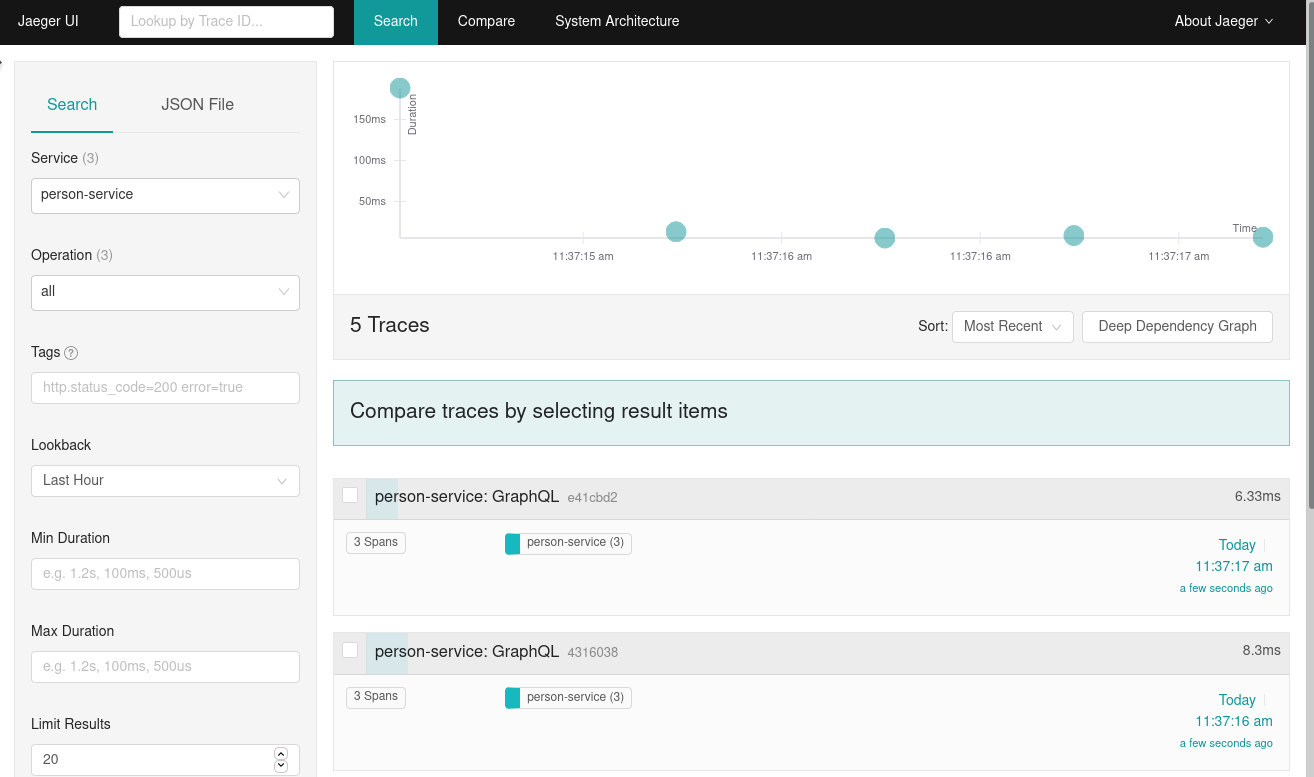 Jaeger UI
Lookup by Trace ID...
Search
Compare
System Architecture
About Jaeger
Search
JSON File
Service (3)
person-service
Operation (3)
all
Tags ?
http.status_code=200 error=true
Lookback
Last Hour
Min Duration
e.g. 1.2s, 100ms, 500us
Max Duration
e.g. 1.2s, 100ms, 500us
Limit Results
20
Duration
150ms
100ms
50ms
Time
11:37:15 am
11:37:16 am
11:37:16 am
11:37:17 am
5 Traces
Sort:
Most Recent
Deep Dependency Graph
Compare traces by selecting result items
person-service: GraphQL e41cbd2
6.33ms
3 Spans
person-service (3)
Today
11:37:17 am
a few seconds ago
person-service: GraphQL 4316038
8.3ms
3 Spans
person-service (3)
Today
11:37:16 am
a few seconds ago